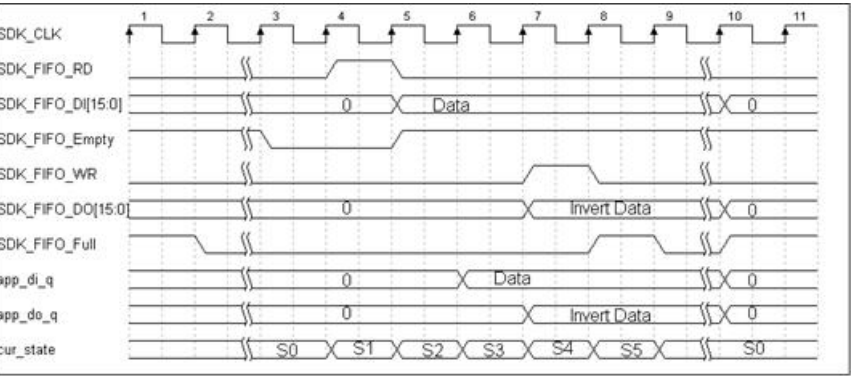 1 2 3 4 5 6 7 8 9 10 11
SDK_CLK
SDK_FIFO_RD
SDK_FIFO_DI[15:0] 0 Data 0
SDK_FIFO_Empty
SDK_FIFO_WR
SDK_FIFO_DO[15:0] 0 Invert Data 0
SDK_FIFO_Full
app_di_q 0 Data 0
app_do_q 0 Invert Data 0
cur_state S0 S1 S2 S3 S4 S5 S0